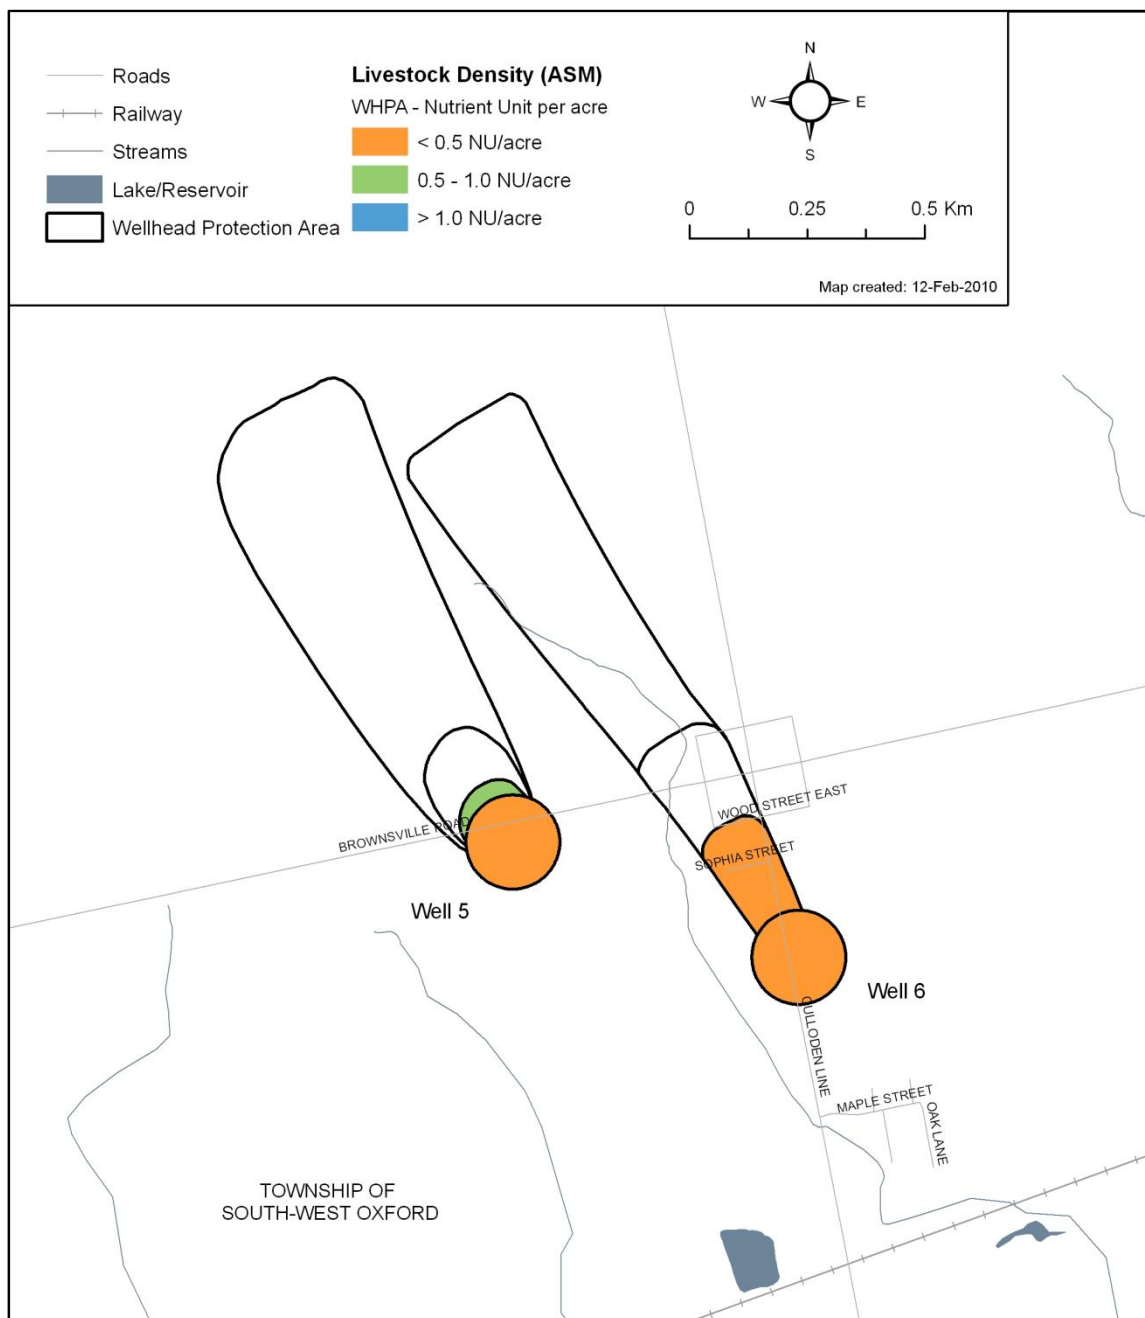 Roads
Railway
Streams
Lake/Reservoir
Wellhead Protection Area
Livestock Density (ASM)
WHPA - Nutrient Unit per acre
< 0.5 NU/acre
0.5 - 1.0 NU/acre
> 1.0 NU/acre
N
W E
S
0 0.25 0.5 Km
Map created: 12-Feb-2010
WOOD STREET EAST
BROWNSVILLE ROAD
SOPHIA STREET
Well 5
Well 6
CULLODEN LINE
MAPLE STREET
OAK LANE
TOWNSHIP OF
SOUTH-WEST OXFORD